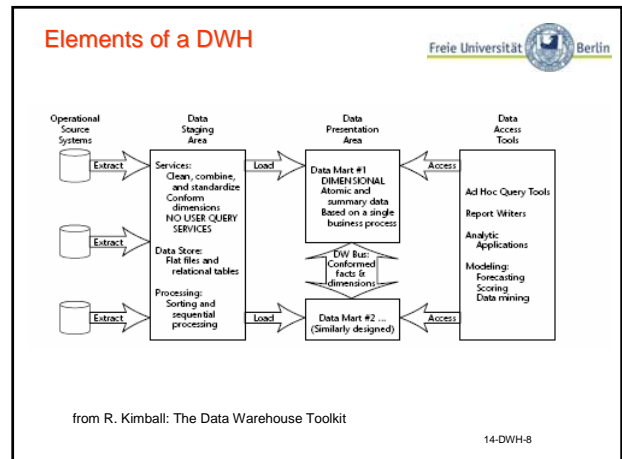 Elements of a DWH
Freie Universität Berlin
Operational
Source
Systems
Extract
Extract
Extract
Data
Staging
Area
Services:
Clean, combine,
and standardize
Conform
dimensions
NO USER QUERY
SERVICES
Data Store:
Flat files and
relational tables
Processing:
Sorting and
sequential
processing
Load
Load
Data
Presentation
Area
Data Mart #1
DIMENSIONAL
Atomic and
summary data
Based on a single
business process
DW Bus:
Conformed
facts &
dimensions
Data Mart #2 ...
(Similarly designed)
Access
Access
Data
Access
Tools
Ad Hoc Query Tools
Report Writers
Analytic
Applications
Modeling:
Forecasting
Scoring
Data mining
from R. Kimball: The Data Warehouse Toolkit
14-DWH-8